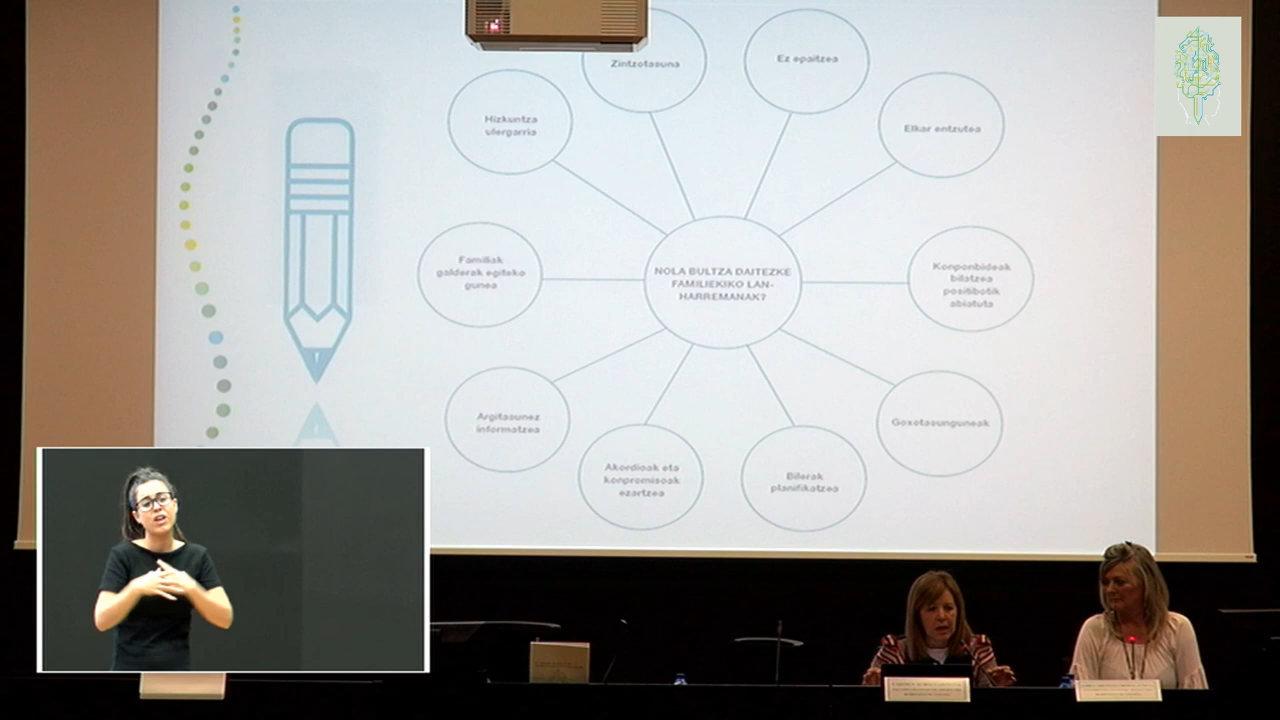 Zintzotasuna
Ez epaitzea
Hizkuntza
ulergarria
Elkar entzutea
Familiak
galderak egiteko
gunea
NOLA BULTZA DAITEZKE
FAMILIEKIKO LAN-
HARREMANAK?
Konponbideak
bilatzea
positibotik
abiatuta
Argitasunez
informatzea
Goxotasunguneak
Akordioak eta
konpromisoak
ezartzea
Bilerak
planifikatzea